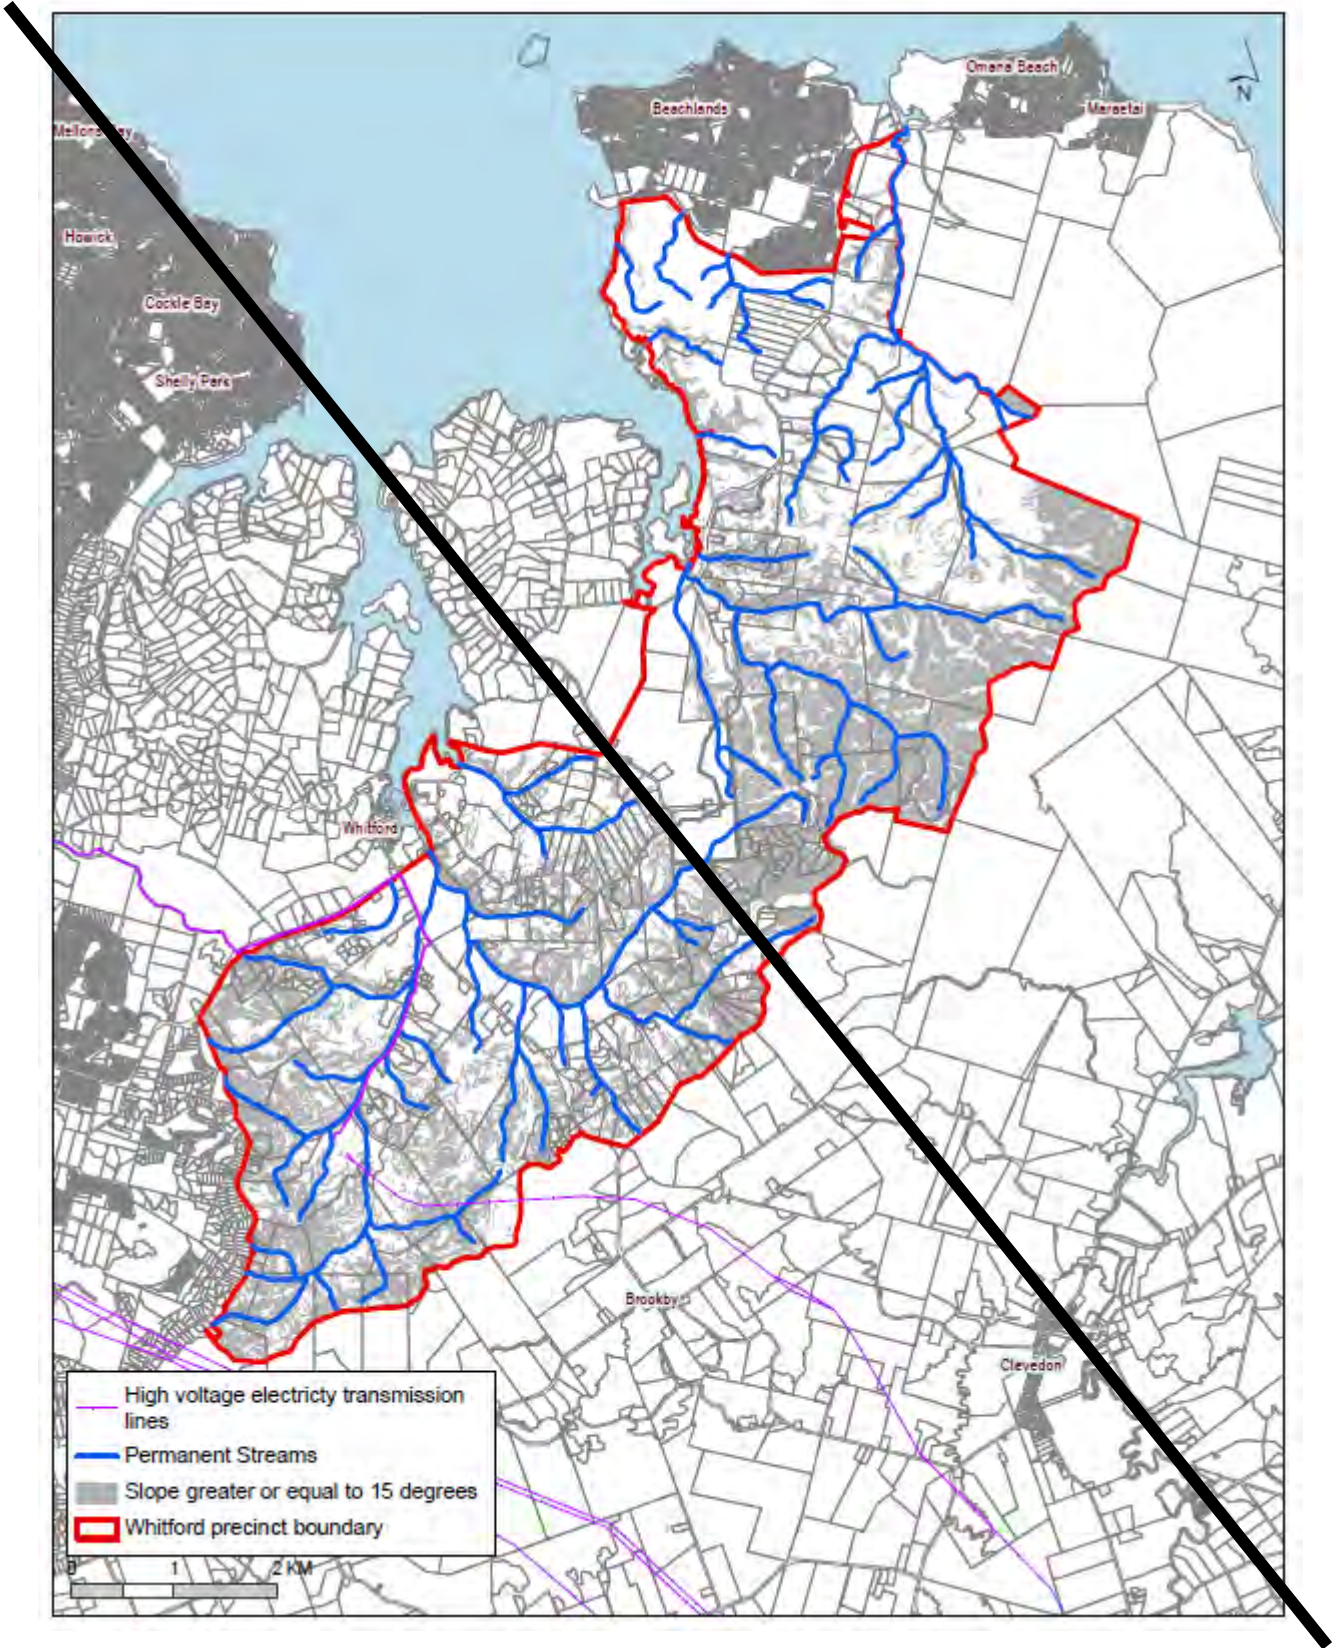 Omana Beach
Beachlands
Maraetai
N
Mellons Bay
Howick
Cockle Bay
Shelly Park
Whitford
Brookby
Clevedon
High voltage electricty transmission
lines
Permanent Streams
Slope greater or equal to 15 degrees
Whitford precinct boundary
0 1 2 KM